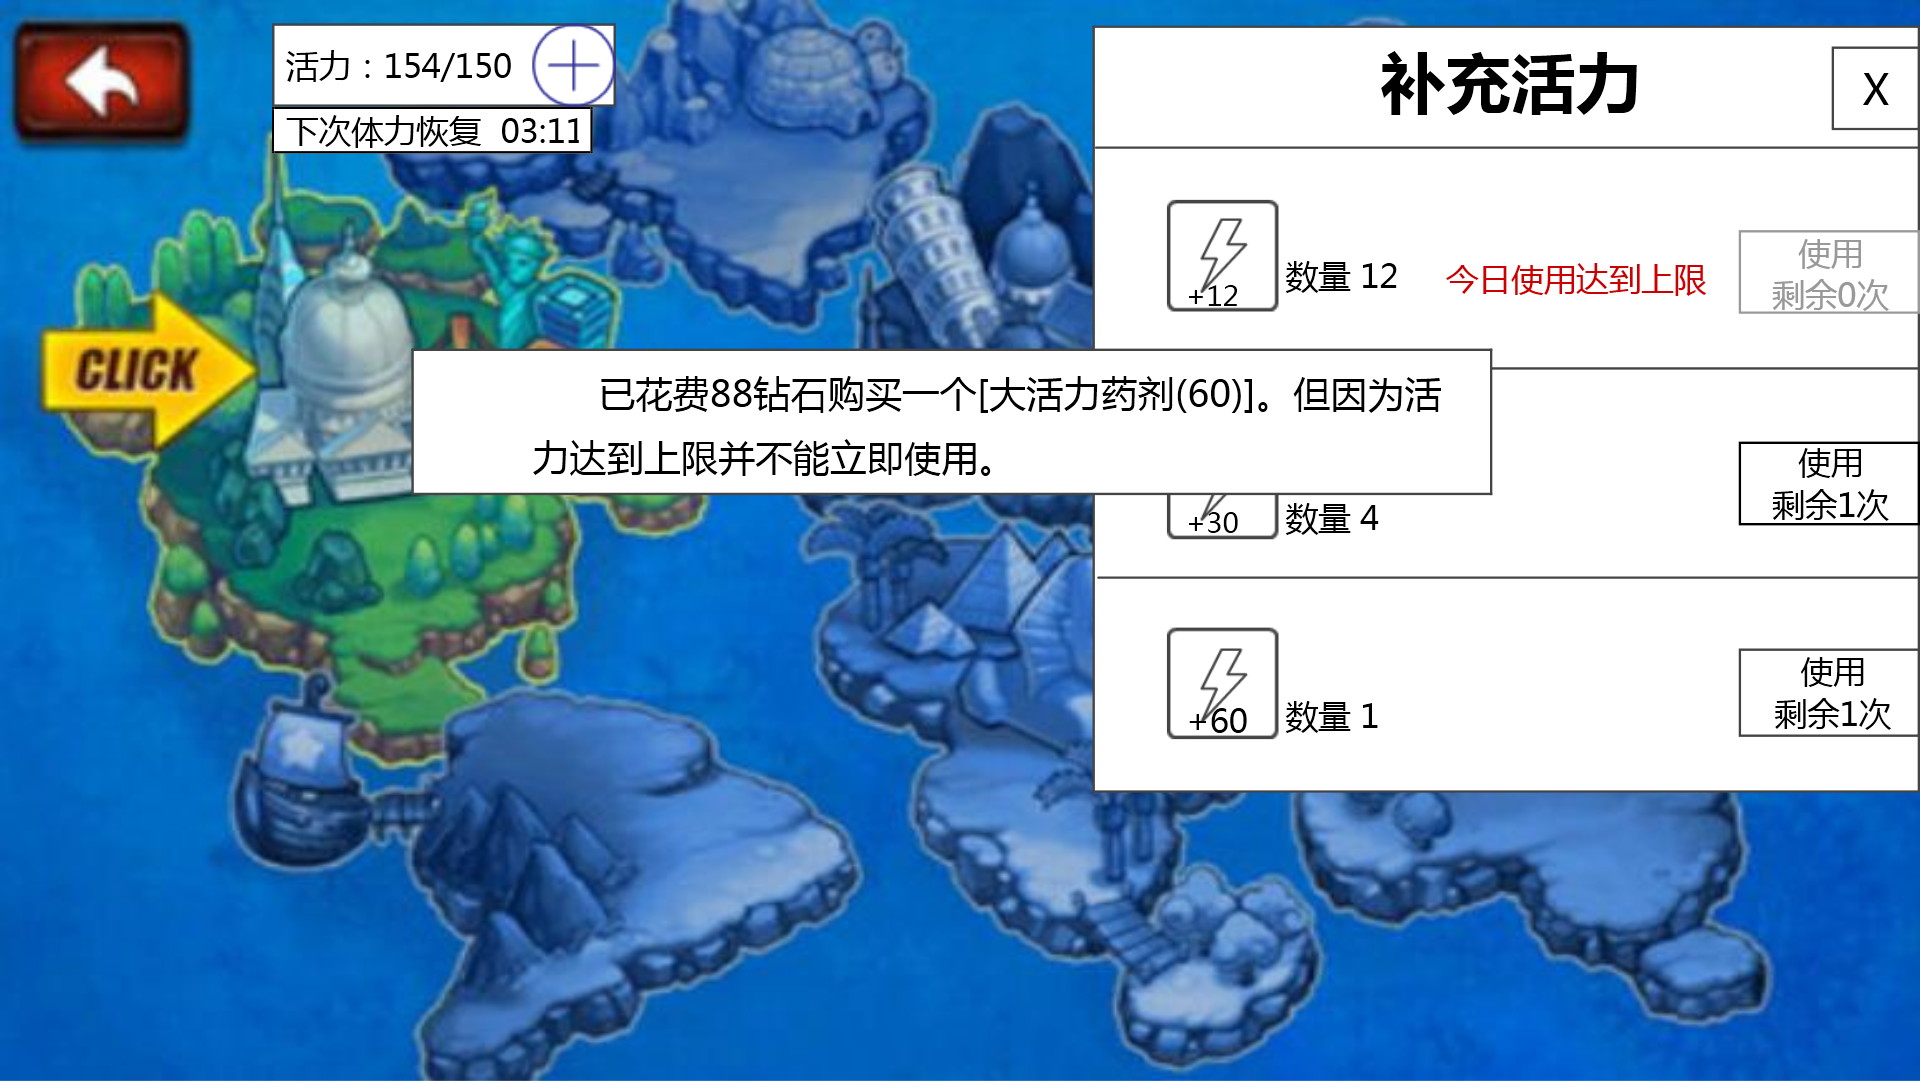 活力：154/150
下次体力恢复 03:11
补充活力
X
+12
数量 12
今日使用达到上限
使用
剩余0次
CLICK
已花费88钻石购买一个[大活力药剂(60)]。但因为活
力达到上限并不能立即使用。
+30
数量 4
使用
剩余1次
+60
数量 1
使用
剩余1次